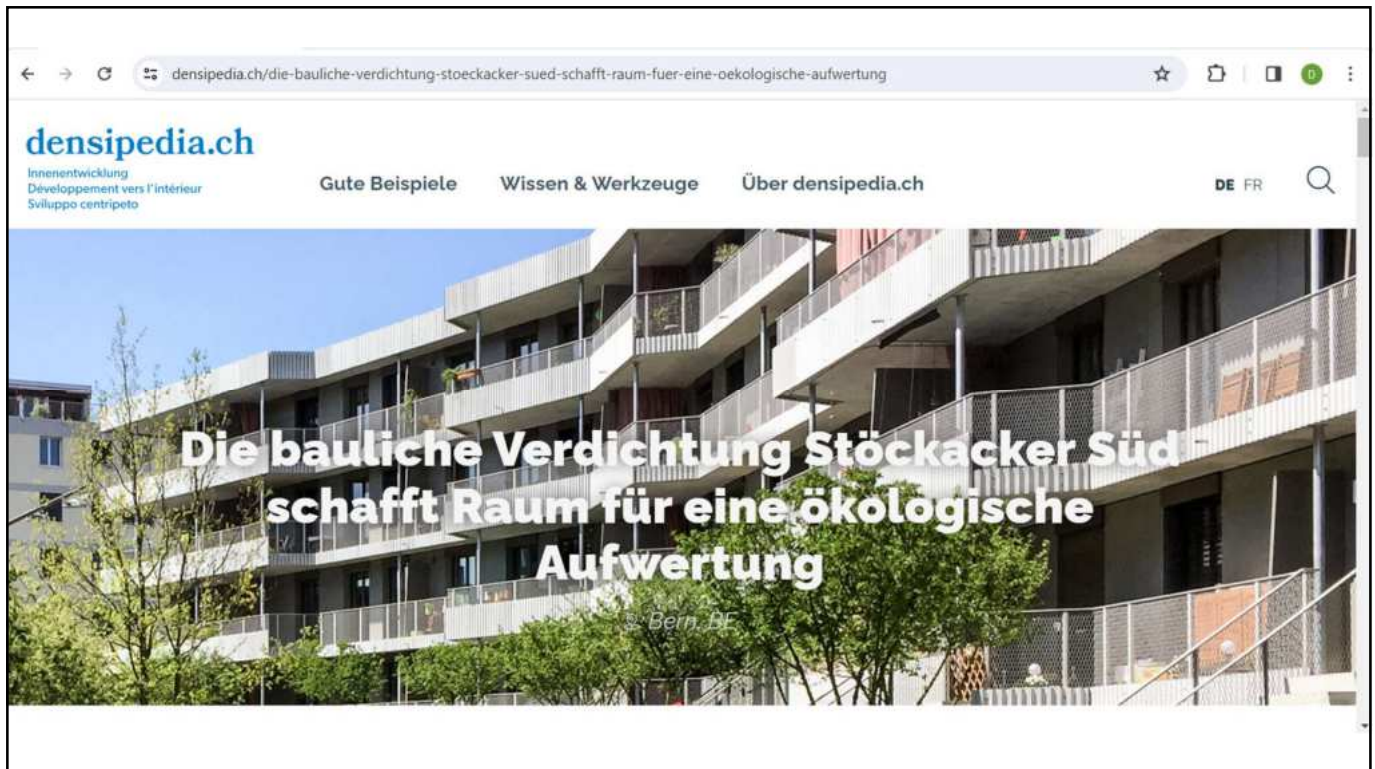 densipedia.ch/die-bauliche-verdichtung-stoeckacker-sued-schafft-raum-fuer-eine-oekologische-aufwertung
D
densipedia.ch
Innenentwicklung
Développement vers l'intérieur
Sviluppo centripeto
Gute Beispiele Wissen & Werkzeuge Über densipedia.ch
DE FR
Die bauliche Verdichtung Stöckacker Süd
schafft Raum für eine ökologische
Aufwertung
Bern, BE